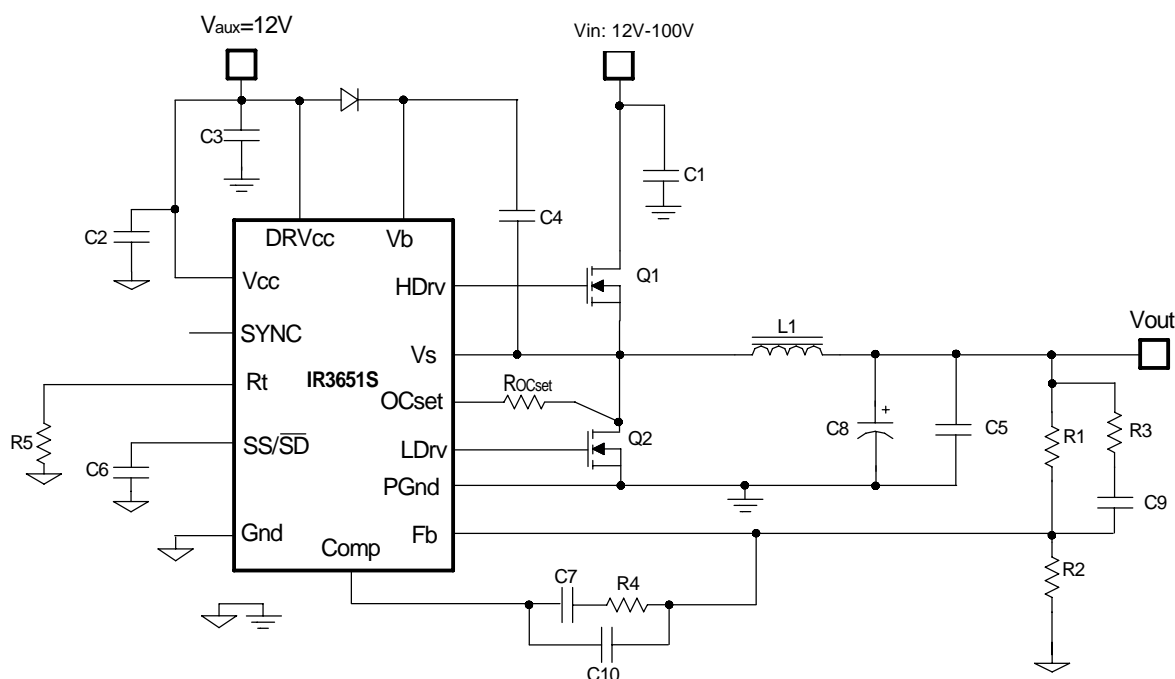 Vaux=12V
Vin: 12V-100V
C3
C1
C2
C4
DRVcc
Vb
Vcc
HDrv
Q1
SYNC
L1
Vout
Vs
IR3651S
Rt
ROCset
OCset
R5
SS/SD
C6
LDrv
Q2
C8
+
C5
R1
R3
PGnd
C9
Gnd
Comp
Fb
C7
R4
R2
C10